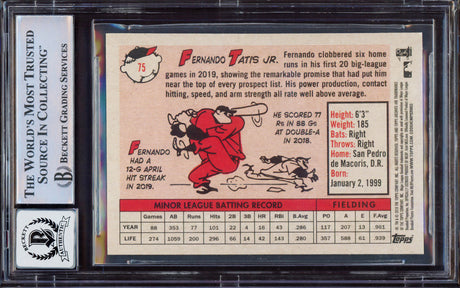 THE WORLD'S MOST TRUSTED
SOURCE IN COLLECTING™
BECKETT GRADING SERVICES
BECKETT
AUTHENTICATED
75
FERNANDO TATIS JR.
Fernando clobbered six home
runs in his first 20 big-league
games in 2019, showing the remarkable promise that had put him
near the top of every prospect list. His power production, contact
hitting, speed, and arm strength all rate well above average.
HE SCORED 77
R's IN 88 G's
AT DOUBLE-A
IN 2018.
FERNANDO
HAD A
12-G APRIL
HIT STREAK
IN 2019.
Height: 6'3"
Weight: 185
Bats: Right
Throws: Right
Home: San Pedro
de Macoris, D.R.
Born:
January 2, 1999
MINOR LEAGUE BATTING RECORD
FIELDING
Games AB Runs Hits 2B 3B HR RBI B.Avg PO A E F.Avg
YEAR 88 353 77 101 22 4 16 43 .286 117 207 13 .961
LIFE 274 1059 190 296 66 14 42 143 .280 357 588 61 .939
Topps